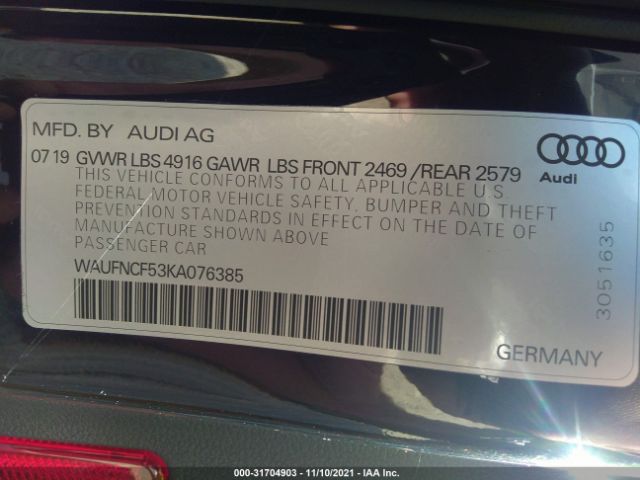 MFD. BY AUDI AG
07 19 GVWR LBS 4916 GAWR LBS FRONT 2469 /REAR 2579
THIS VEHICLE CONFORMS TO ALL APPLICABLE U.S.
FEDERAL MOTOR VEHICLE SAFETY, BUMPER AND THEFT
PREVENTION STANDARDS IN EFFECT ON THE DATE OF
MANUFACTURE SHOWN ABOVE
PASSENGER CAR
WAUFNCF53KA076385
Audi
3051635
GERMANY
000-31704903 - 11/10/2021 - IAA Inc.